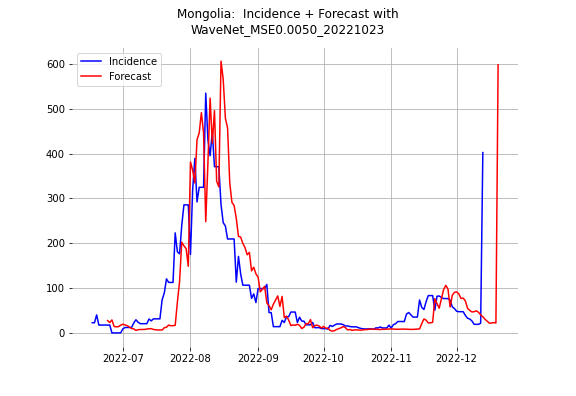 Mongolia:  Incidence + Forecast with
WaveNet_MSE0.0050_20221023
Incidence
Forecast
600
500
400
300
200
100
0
2022-07 2022-08 2022-09 2022-10 2022-11 2022-12